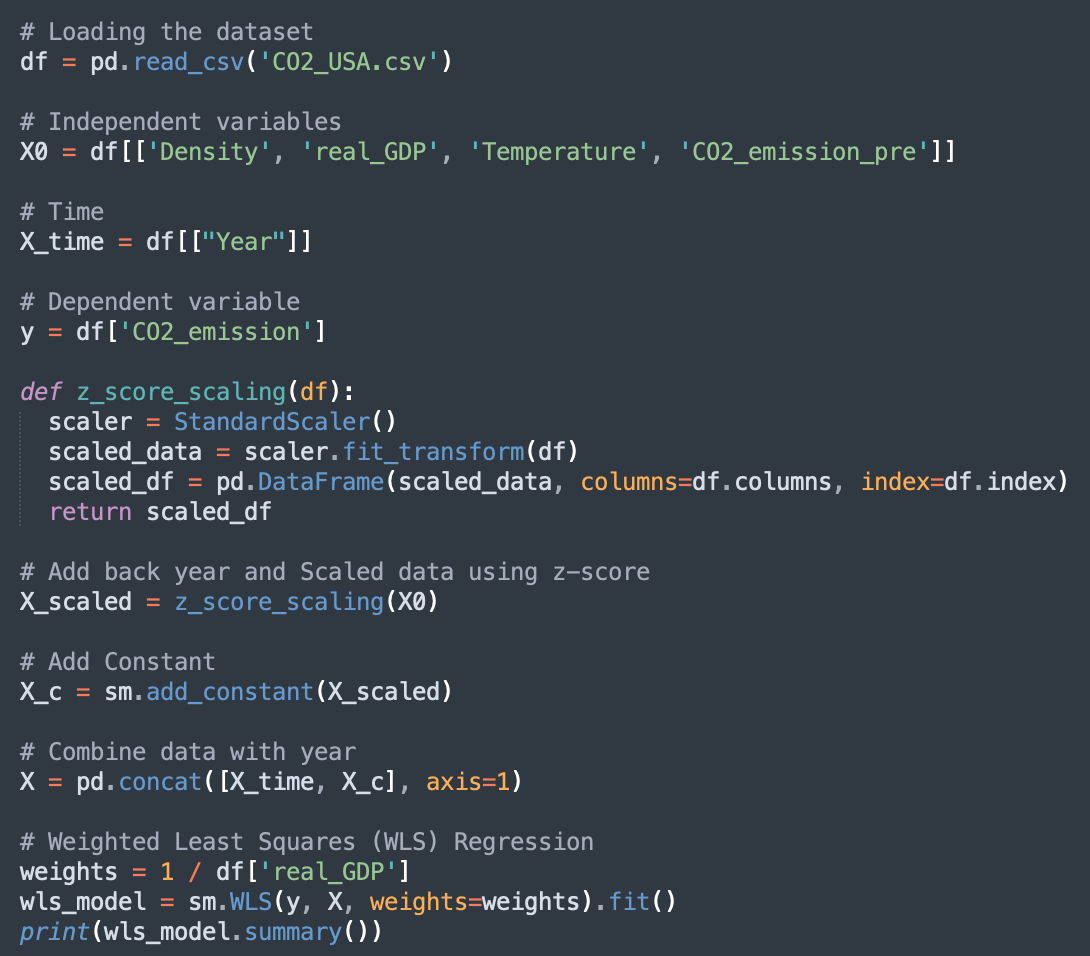 # Loading the dataset
df = pd.read_csv('CO2_USA.csv')
# Independent variables
X0 = df[['Density', 'real_GDP', 'Temperature', 'CO2_emission_pre']]
# Time
X_time = df[["Year"]]
# Dependent variable
y = df['CO2_emission']
def z_score_scaling(df):
  scaler = StandardScaler()
  scaled_data = scaler.fit_transform(df)
  scaled_df = pd.DataFrame(scaled_data, columns=df.columns, index=df.index)
  return scaled_df
# Add back year and Scaled data using z-score
X_scaled = z_score_scaling(X0)
# Add Constant
X_c = sm.add_constant(X_scaled)
# Combine data with year
X = pd.concat([X_time, X_c], axis=1)
# Weighted Least Squares (WLS) Regression
weights = 1 / df['real_GDP']
wls_model = sm.WLS(y, X, weights=weights).fit()
print(wls_model.summary())